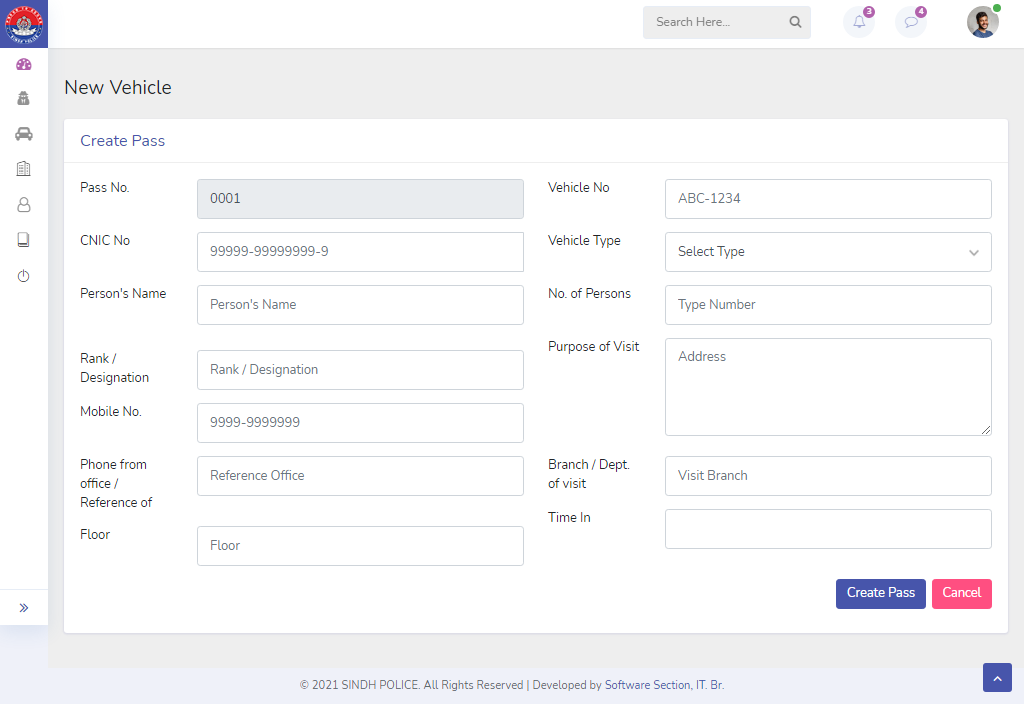 Search Here...
3
4
New Vehicle
Create Pass
Pass No.
0001
Vehicle No
ABC-1234
CNIC No
99999-99999999-9
Vehicle Type
Select Type
Person's Name
Person's Name
No. of Persons
Type Number
Rank /
Designation
Rank / Designation
Purpose of Visit
Address
Mobile No.
9999-9999999
Phone from
office /
Reference of
Reference Office
Branch / Dept.
of visit
Visit Branch
Floor
Floor
Time In
Create Pass
Cancel
© 2021 SINDH POLICE. All Rights Reserved | Developed by Software Section, IT. Br.